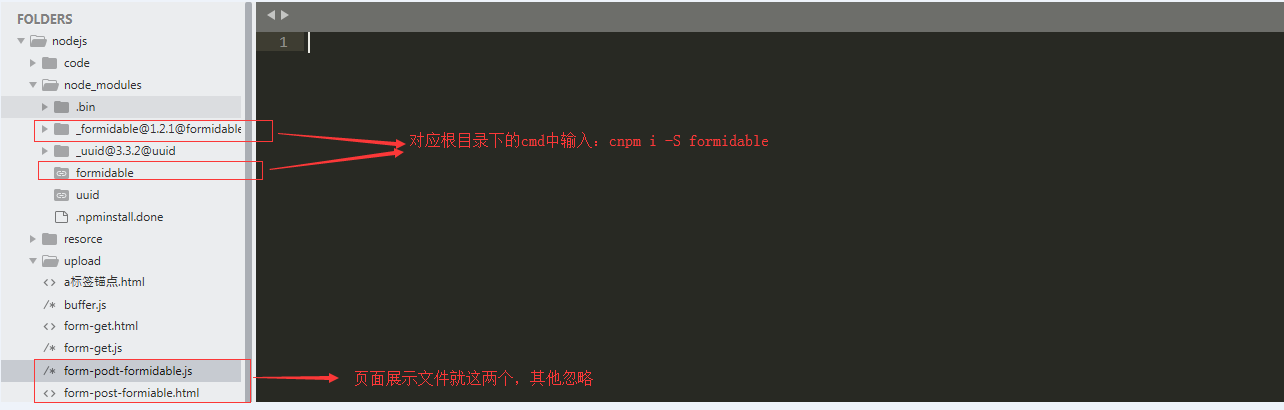 FOLDERS
nodejs
code
node_modules
.bin
_formidable@1.2.1@formidable
_uuid@3.3.2@uuid
formidable
uuid
.npminstall.done
resorce
upload
a标签锚点.html
buffer.js
form-get.html
form-get.js
form-podt-formidable.js
form-post-formiable.html
1
对应根目录下的cmd中输入：cnpm i -S formidable
页面展示文件就这两个，其他忽略